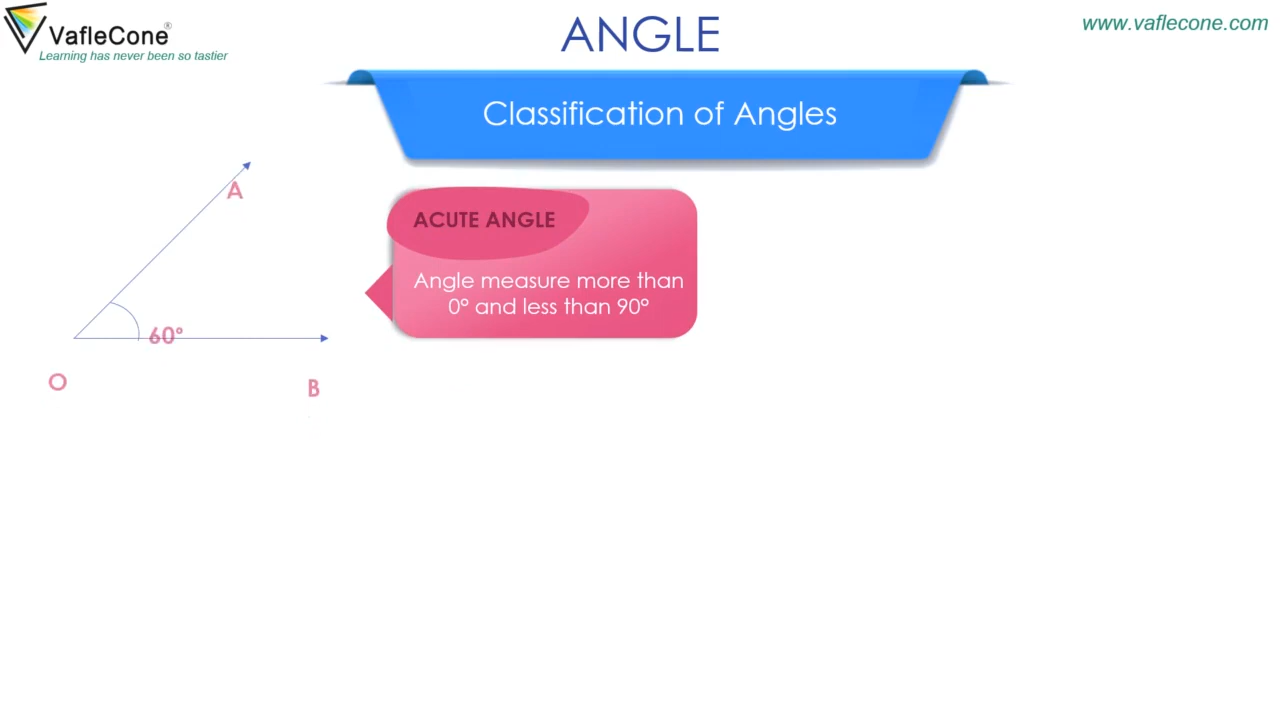 VafleCone®
Learning has never been so tastier
ANGLE
www.vaflecone.com
Classification of Angles
A
ACUTE ANGLE
Angle measure more than
0° and less than 90°
60°
O
B